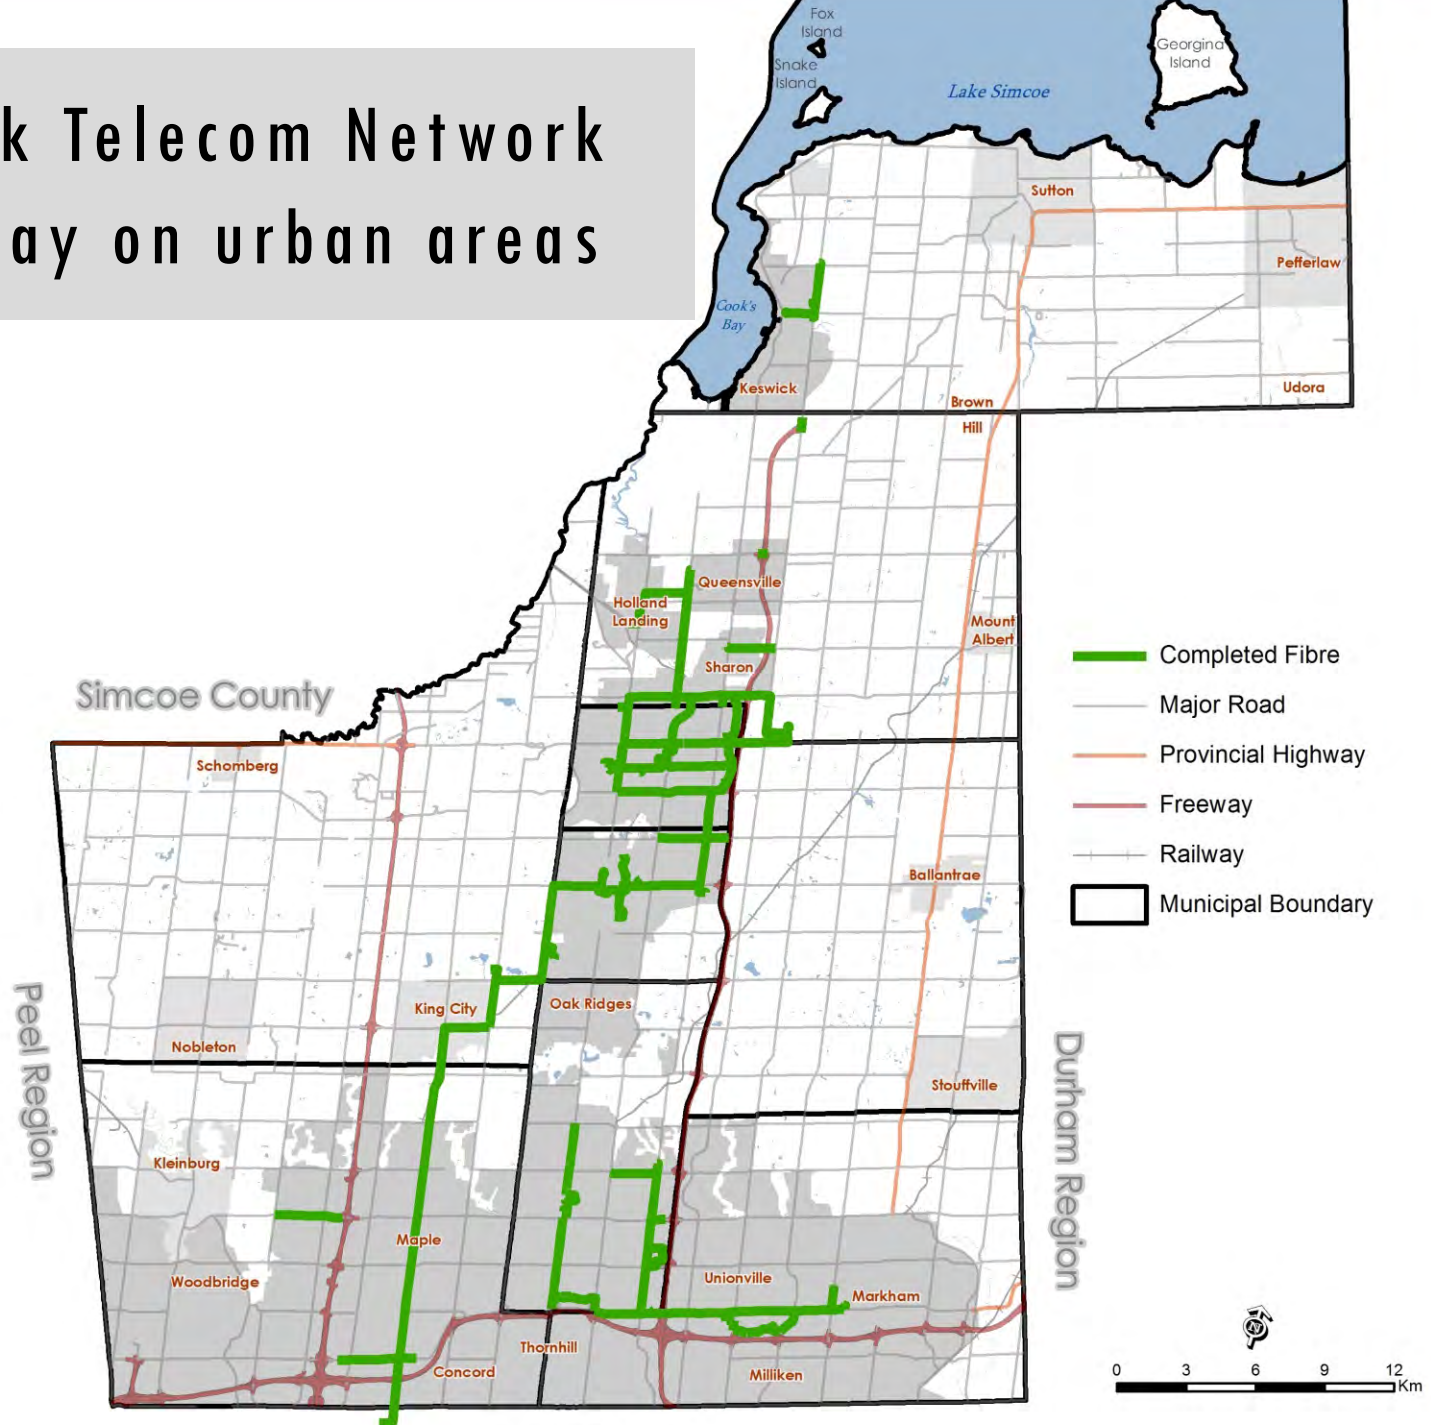 k Telecom Network
ay on urban areas
Fox
Island
Snake
Island
Georgina
Island
Lake Simcoe
Sutton
Pefferlaw
Cook's
Bay
Keswick
Udora
Brown
Hill
Queensville
Holland
Landing
Mount
Albert
Sharon
Simcoe County
Schomberg
Completed Fibre
Major Road
Provincial Highway
Freeway
Railway
Municipal Boundary
Ballantrae
King City
Oak Ridges
Nobleton
Peel Region
Stouffville
Durham Region
Kleinburg
Maple
Woodbridge
Unionville
Markham
Thornhill
Concord
Milliken
N
0 3 6 9 12
Km